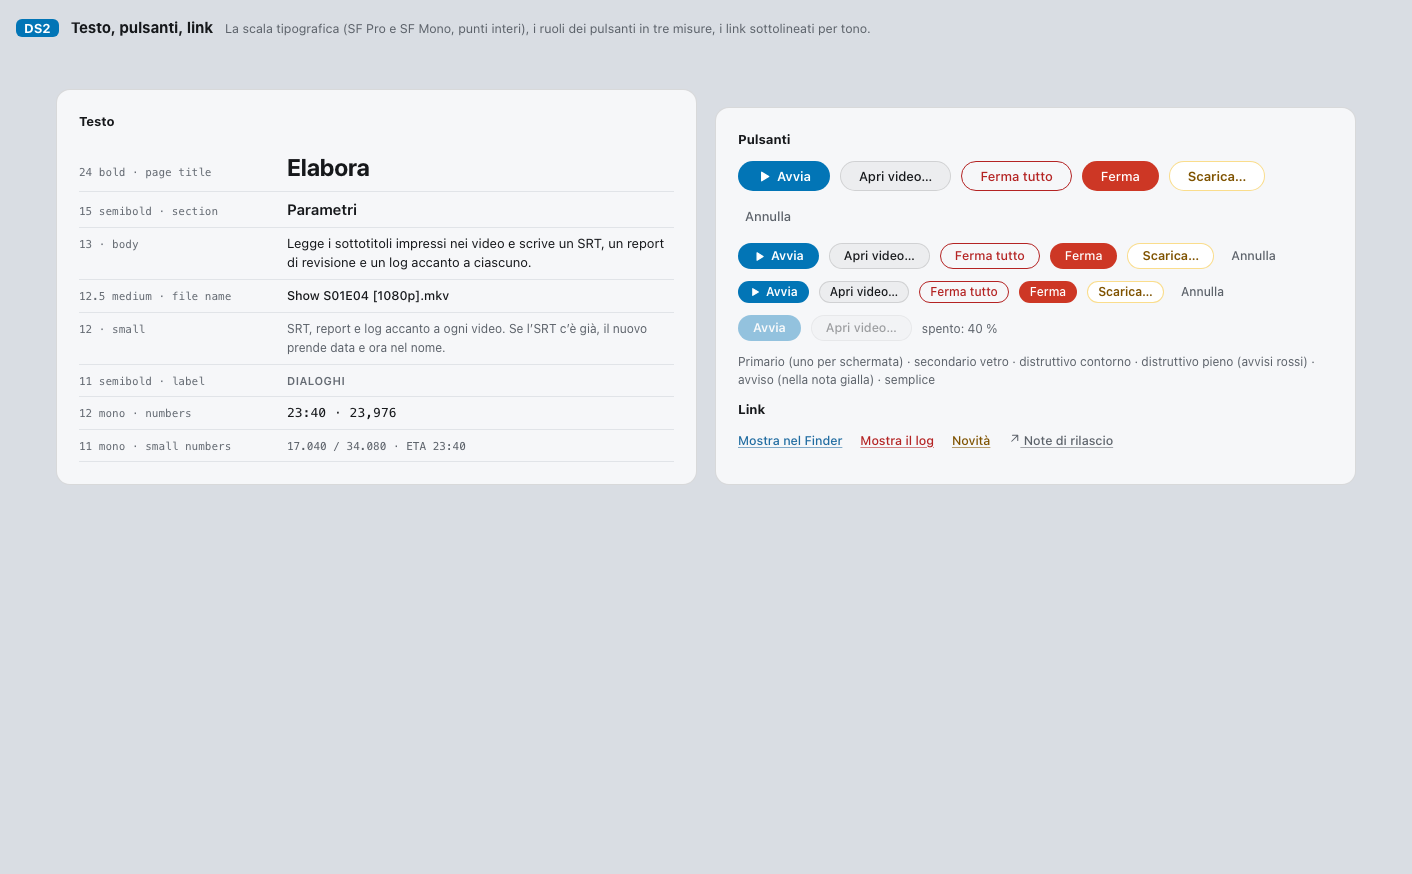 DS2 Testo, pulsanti, link La scala tipografica (SF Pro e SF Mono, punti interi), i ruoli dei pulsanti in tre misure, i link sottolineati per tono.
Testo
24 bold · page title Elabora
15 semibold · section Parametri
13 · body Legge i sottotitoli impressi nei video e scrive un SRT, un report
di revisione e un log accanto a ciascuno.
12.5 medium · file name Show S01E04 [1080p].mkv
12 · small SRT, report e log accanto a ogni video. Se l’SRT c’è già, il nuovo
prende data e ora nel nome.
11 semibold · label DIALOGHI
12 mono · numbers 23:40 · 23,976
11 mono · small numbers 17.040 / 34.080 · ETA 23:40
Pulsanti
Avvia Apri video… Ferma tutto Ferma Scarica…
Annulla
Avvia Apri video… Ferma tutto Ferma Scarica… Annulla
Avvia Apri video… Ferma tutto Ferma Scarica… Annulla
Avvia Apri video… spento: 40 %
Primario (uno per schermata) · secondario vetro · distruttivo contorno · distruttivo pieno (avvisi rossi) ·
avviso (nella nota gialla) · semplice
Link
Mostra nel Finder Mostra il log Novità Note di rilascio